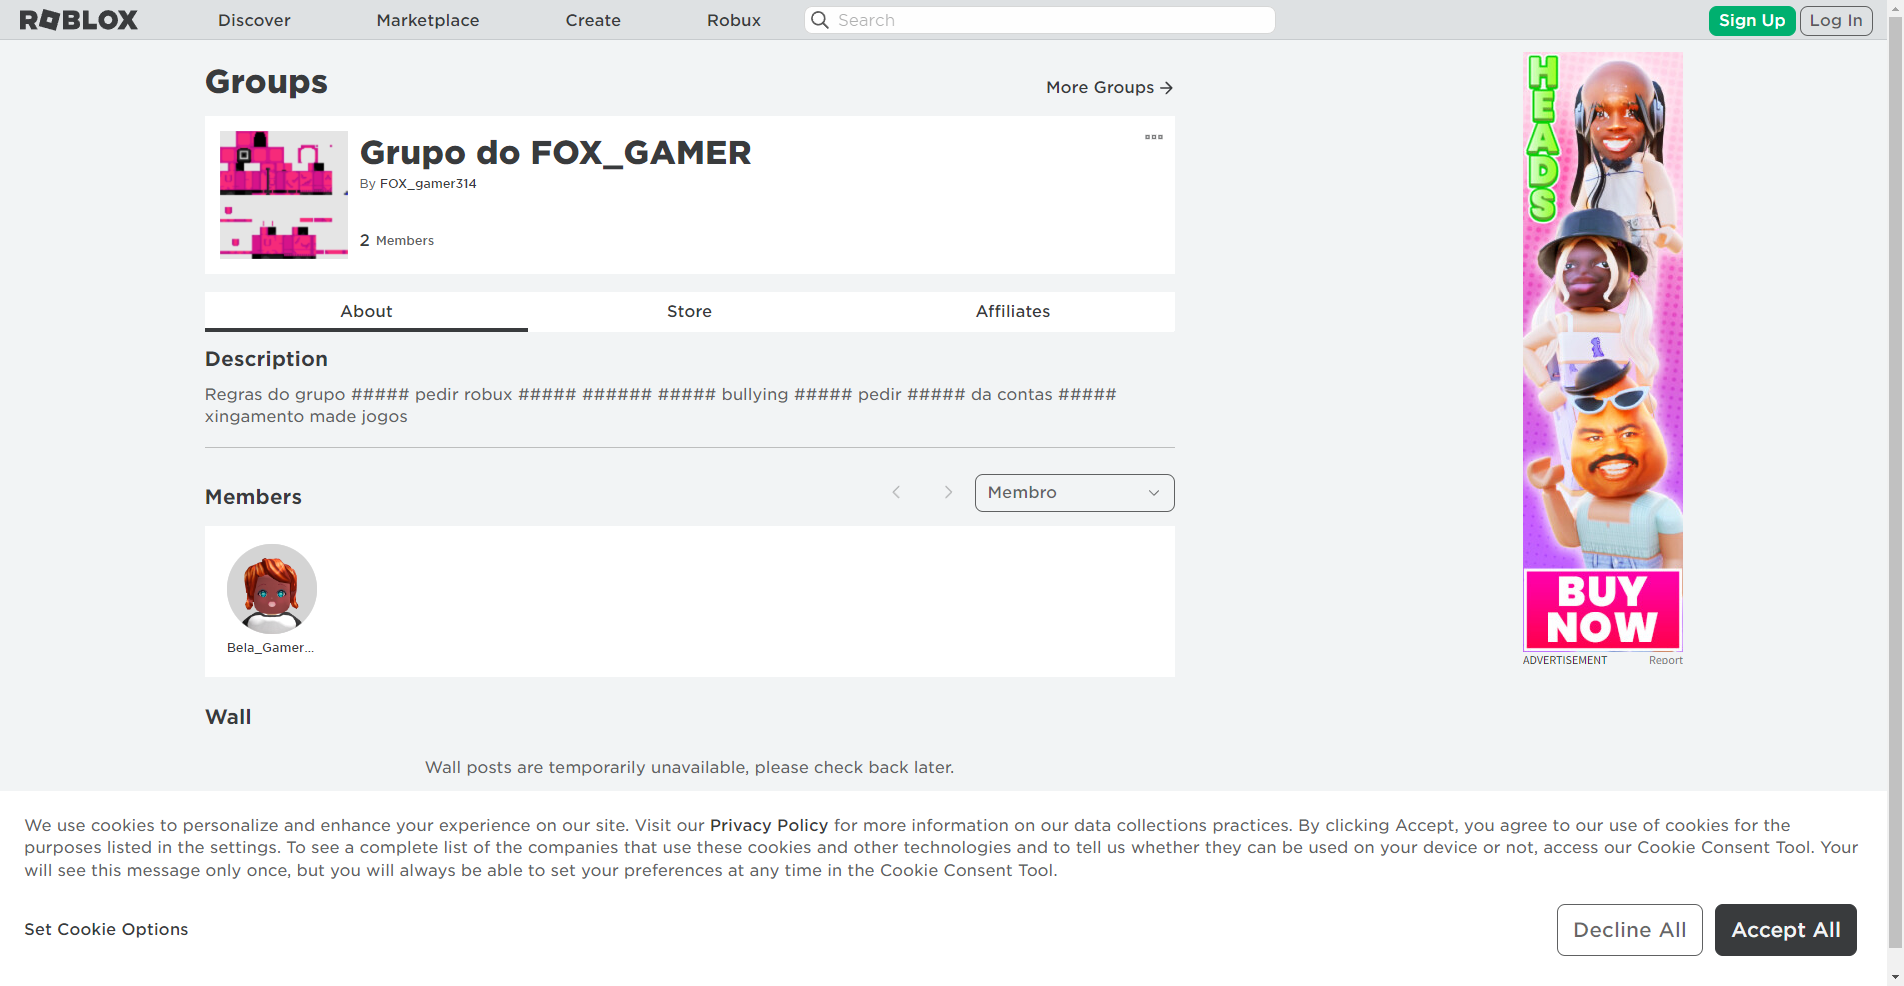 ROBLOX
Discover
Marketplace
Create
Robux
Search
Sign Up
Log In
Groups
More Groups
Grupo do FOX_GAMER
By FOX_gamer314
2 Members
About
Store
Affiliates
Description
Regras do grupo ##### pedir robux ##### ###### ##### bullying ##### pedir ##### da contas #####
xingamento made jogos
Members
Membro
Bela_Gamer...
Wall
Wall posts are temporarily unavailable, please check back later.
HEADS
BUY
NOW
ADVERTISEMENT
Report
We use cookies to personalize and enhance your experience on our site. Visit our Privacy Policy for more information on our data collections practices. By clicking Accept, you agree to our use of cookies for the
purposes listed in the settings. To see a complete list of the companies that use these cookies and other technologies and to tell us whether they can be used on your device or not, access our Cookie Consent Tool. Your
will see this message only once, but you will always be able to set your preferences at any time in the Cookie Consent Tool.
Set Cookie Options
Decline All
Accept All